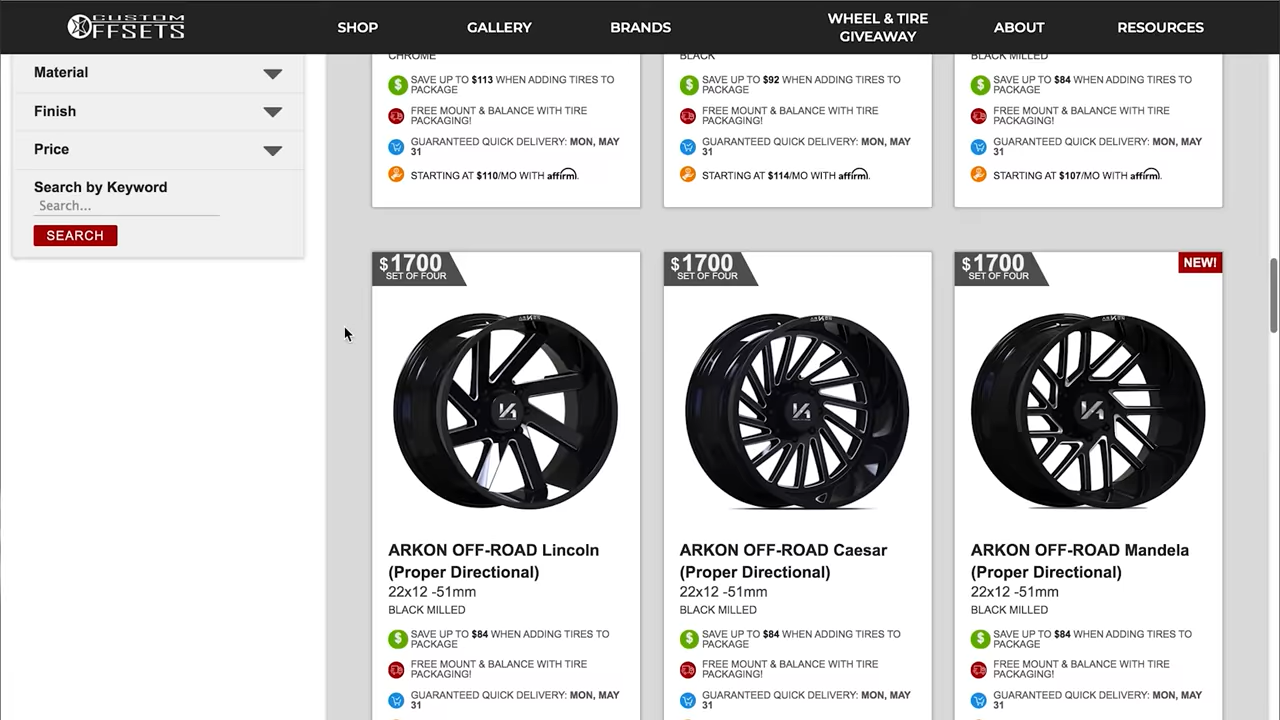 CUSTOM
OFFSETS
SHOP
GALLERY
BRANDS
WHEEL & TIRE
GIVEAWAY
ABOUT
RESOURCES
Material
Finish
Price
Search by Keyword
Search...
SEARCH
CHROME
$ SAVE UP TO $113 WHEN ADDING TIRES TO
PACKAGE
FREE MOUNT & BALANCE WITH TIRE
PACKAGING!
GUARANTEED QUICK DELIVERY: MON, MAY
31
STARTING AT $110/MO WITH affirm.
BLACK
$ SAVE UP TO $92 WHEN ADDING TIRES TO
PACKAGE
FREE MOUNT & BALANCE WITH TIRE
PACKAGING!
GUARANTEED QUICK DELIVERY: MON, MAY
31
STARTING AT $114/MO WITH affirm.
BLACK MILLED
$ SAVE UP TO $84 WHEN ADDING TIRES TO
PACKAGE
FREE MOUNT & BALANCE WITH TIRE
PACKAGING!
GUARANTEED QUICK DELIVERY: MON, MAY
31
STARTING AT $107/MO WITH affirm.
$1700
SET OF FOUR
ARKON OFF-ROAD Lincoln
(Proper Directional)
22x12 -51mm
BLACK MILLED
$ SAVE UP TO $84 WHEN ADDING TIRES TO
PACKAGE
FREE MOUNT & BALANCE WITH TIRE
PACKAGING!
GUARANTEED QUICK DELIVERY: MON, MAY
31
$1700
SET OF FOUR
ARKON OFF-ROAD Caesar
(Proper Directional)
22x12 -51mm
BLACK MILLED
$ SAVE UP TO $84 WHEN ADDING TIRES TO
PACKAGE
FREE MOUNT & BALANCE WITH TIRE
PACKAGING!
GUARANTEED QUICK DELIVERY: MON, MAY
31
$1700
SET OF FOUR
NEW!
ARKON OFF-ROAD Mandela
(Proper Directional)
22x12 -51mm
BLACK MILLED
$ SAVE UP TO $84 WHEN ADDING TIRES TO
PACKAGE
FREE MOUNT & BALANCE WITH TIRE
PACKAGING!
GUARANTEED QUICK DELIVERY: MON, MAY
31